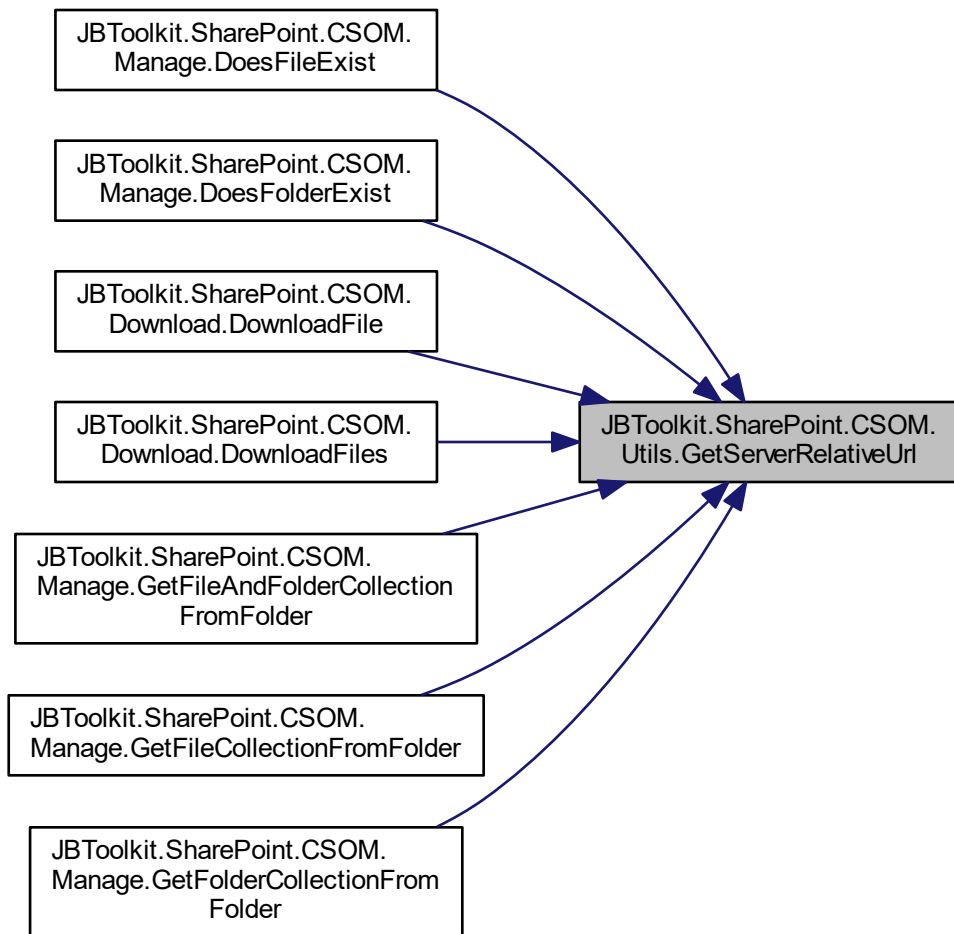 JBToolkit.SharePoint.CSOM.
Manage.DoesFileExist
JBToolkit.SharePoint.CSOM.
Manage.DoesFolderExist
JBToolkit.SharePoint.CSOM.
Download.DownloadFile
JBToolkit.SharePoint.CSOM.
Download.DownloadFiles
JBToolkit.SharePoint.CSOM.
Utils.GetServerRelativeUrl
JBToolkit.SharePoint.CSOM.
Manage.GetFileAndFolderCollection
FromFolder
JBToolkit.SharePoint.CSOM.
Manage.GetFileCollectionFromFolder
JBToolkit.SharePoint.CSOM.
Manage.GetFolderCollectionFrom
Folder